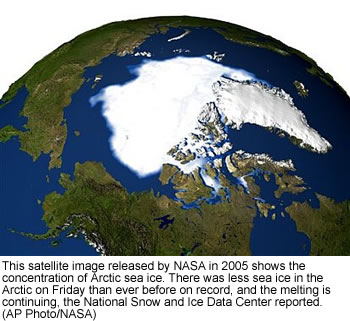 This satellite image released by NASA in 2005 shows the
concentration of Arctic sea ice. There was less sea ice in the
Arctic on Friday than ever before on record, and the melting is
continuing, the National Snow and Ice Data Center reported.
(AP Photo/NASA)